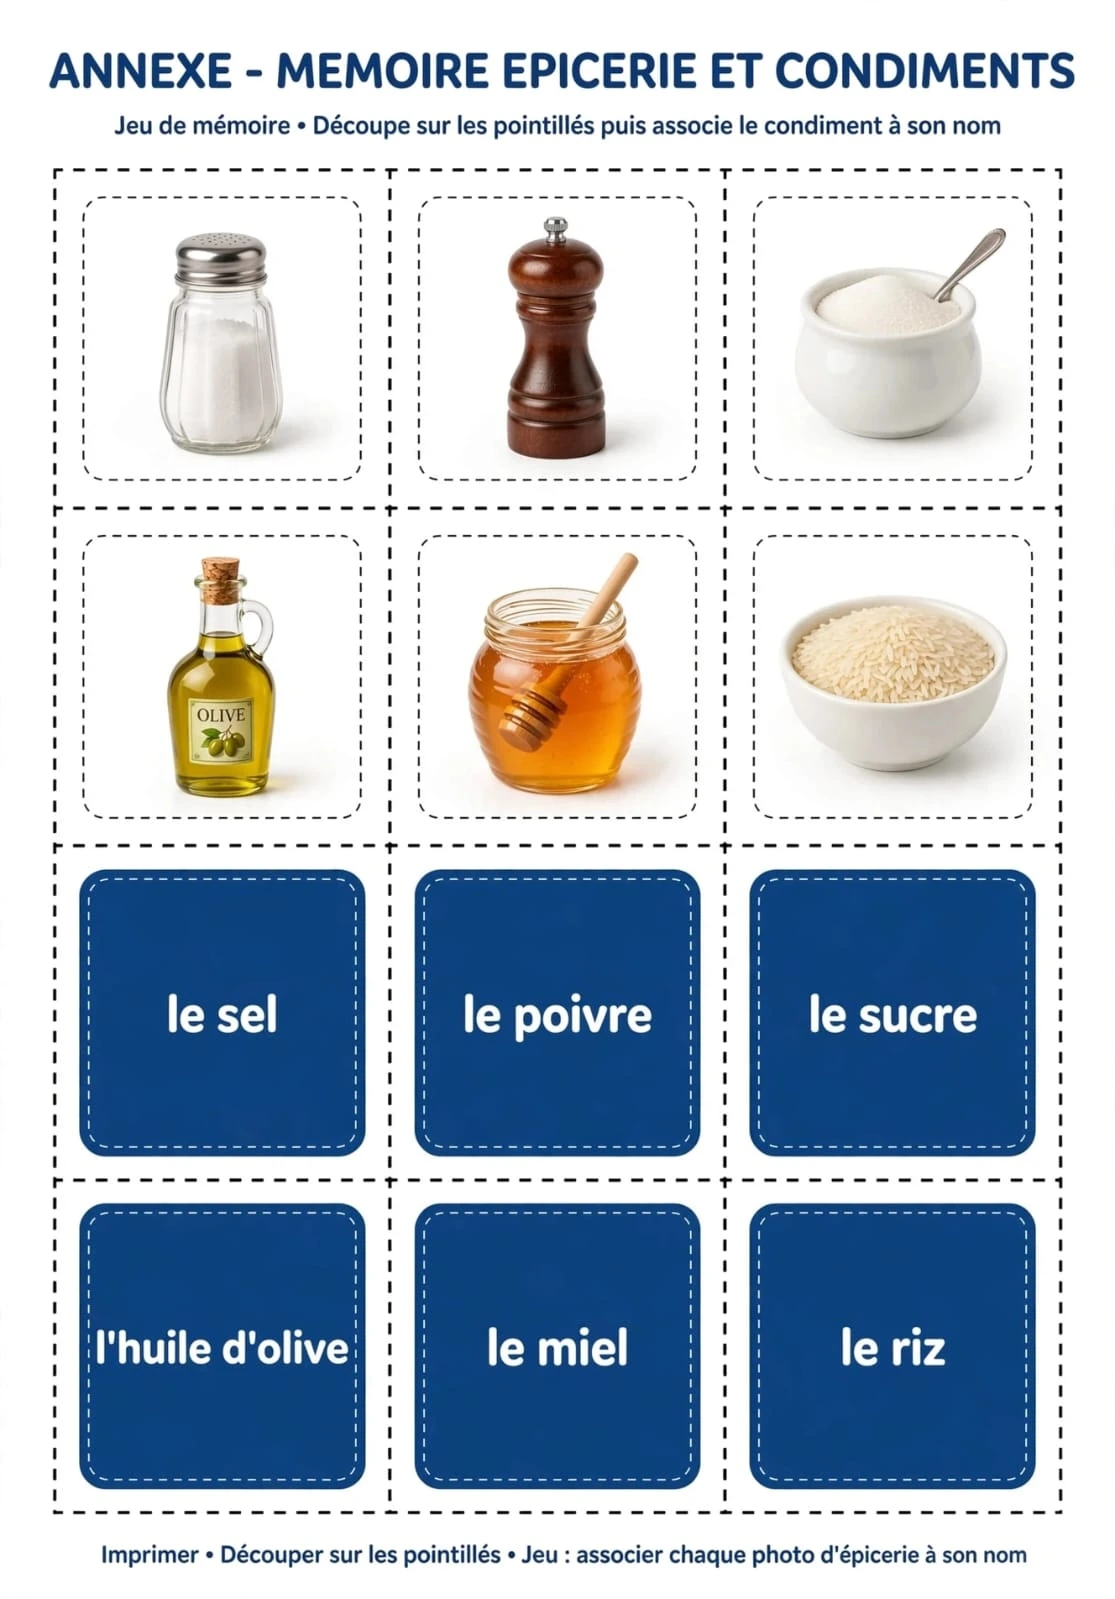 ANNEXE - MEMOIRE EPICERIE ET CONDIMENTS
Jeu de mémoire • Découpe sur les pointillés puis associe le condiment à son nom
OLIVE
le sel
le poivre
le sucre
l'huile d'olive
le miel
le riz
Imprimer • Découper sur les pointillés • Jeu : associer chaque photo d'épicerie à son nom